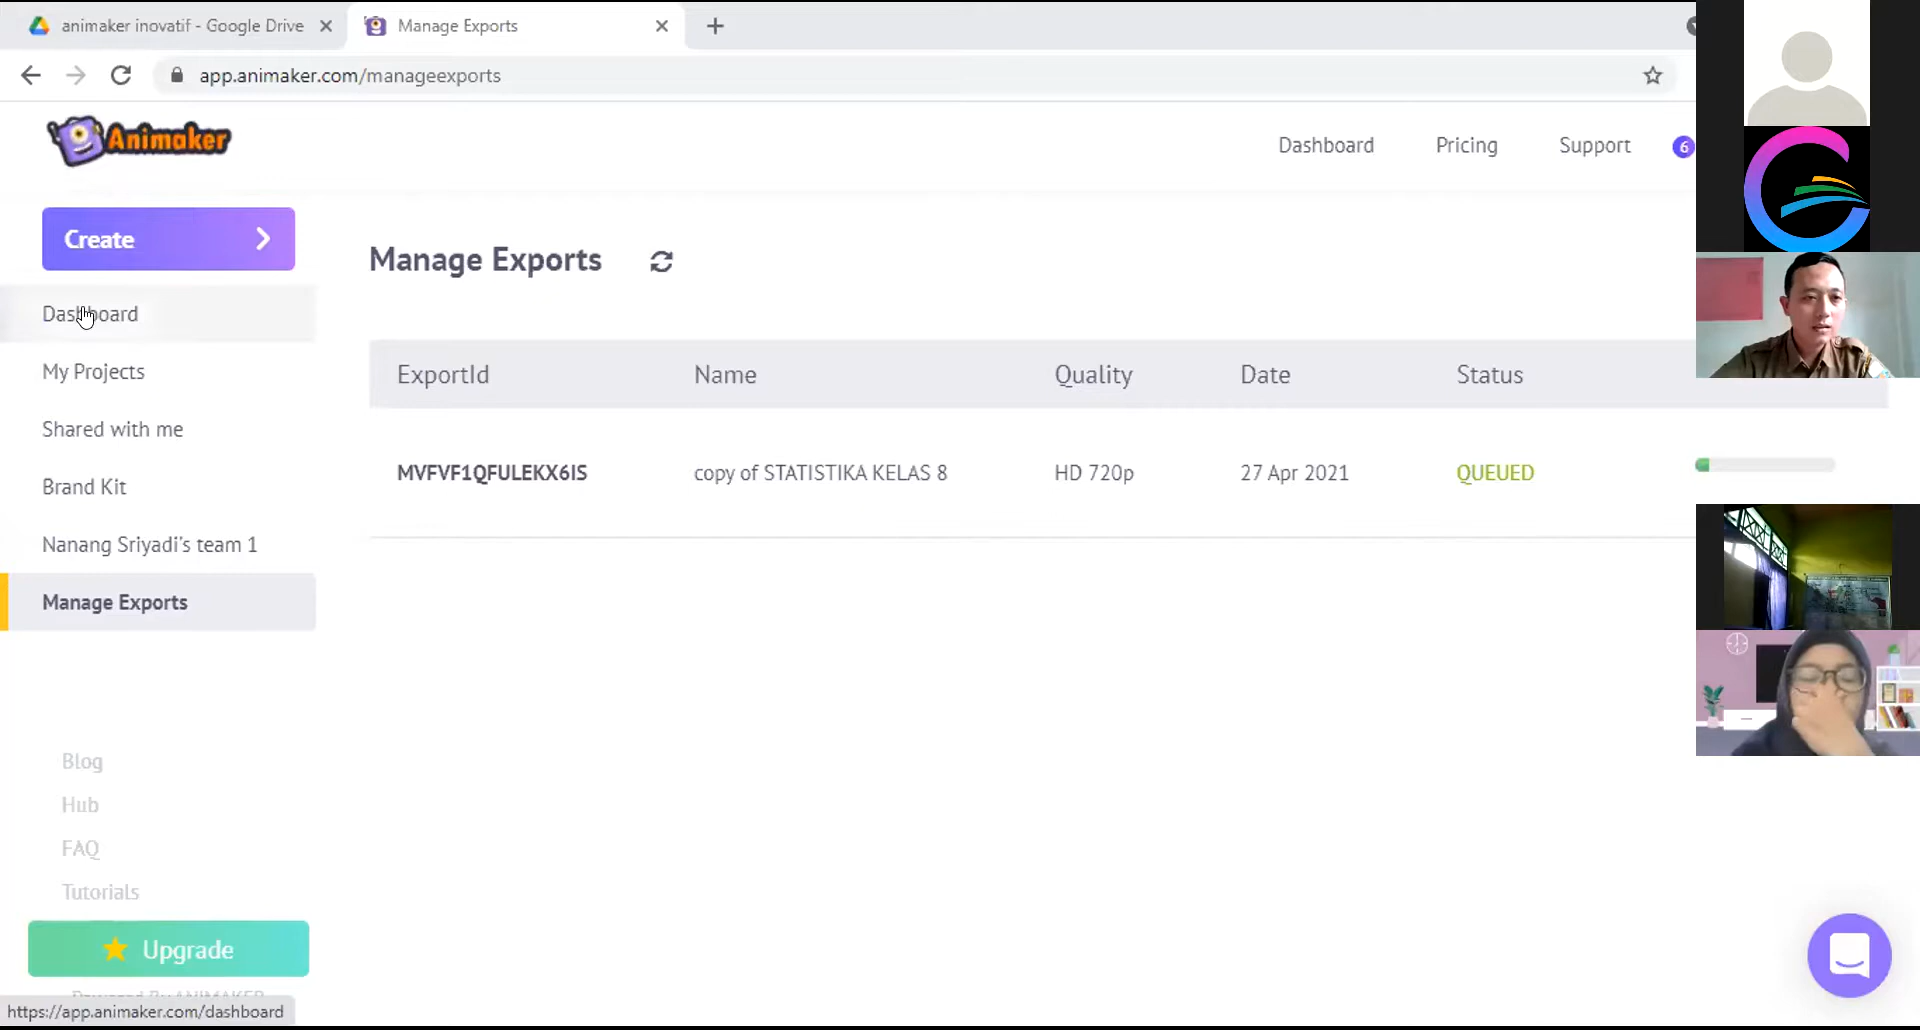 animaker inovatif - Google Drive
Manage Exports
app.animaker.com/manageexports
Animaker
Dashboard
Pricing
Support
6
Create
Dashboard
My Projects
Shared with me
Brand Kit
Nanang Sriyadi's team 1
Manage Exports
Manage Exports
ExportId Name Quality Date Status
MVFVF1QFULEKX6IS copy of STATISTIKA KELAS 8 HD 720p 27 Apr 2021 QUEUED
Blog
Hub
FAQ
Tutorials
Upgrade
Powered By ANIMAKER
https://app.animaker.com/dashboard